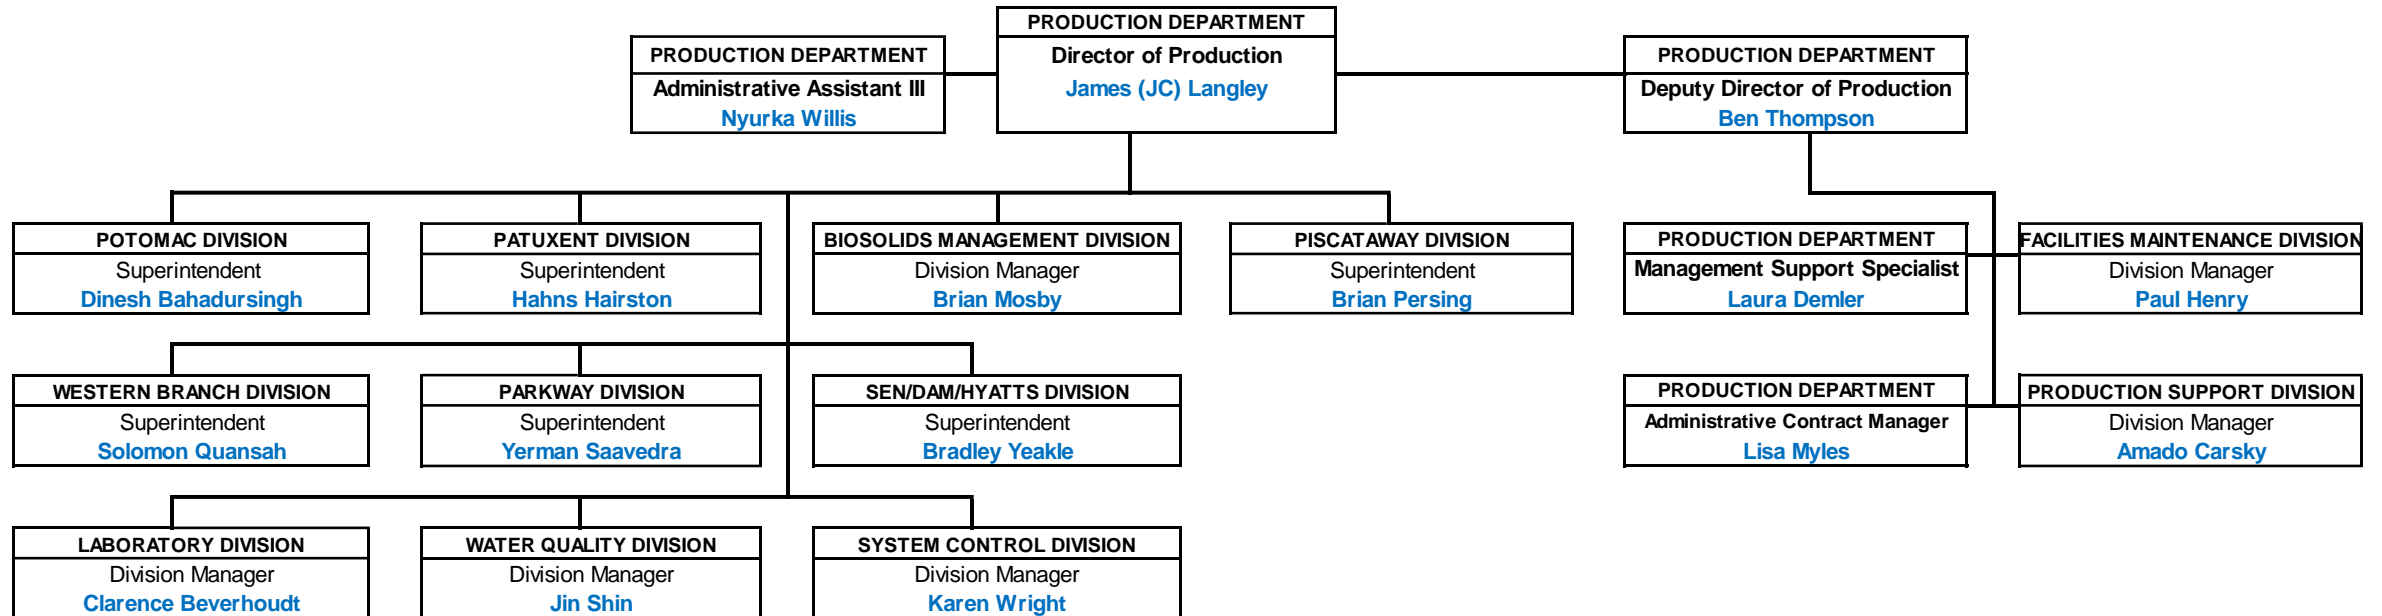 PRODUCTION DEPARTMENT
Director of Production
James (JC) Langley
PRODUCTION DEPARTMENT
Administrative Assistant III
Nyurka Willis
PRODUCTION DEPARTMENT
Deputy Director of Production
Ben Thompson
POTOMAC DIVISION
Superintendent
Dinesh Bahadursingh
PATUXENT DIVISION
Superintendent
Hahns Hairston
BIOSOLIDS MANAGEMENT DIVISION
Division Manager
Brian Mosby
PISCATAWAY DIVISION
Superintendent
Brian Persing
PRODUCTION DEPARTMENT
Management Support Specialist
Laura Demler
FACILITIES MAINTENANCE DIVISION
Division Manager
Paul Henry
WESTERN BRANCH DIVISION
Superintendent
Solomon Quansah
PARKWAY DIVISION
Superintendent
Yerman Saavedra
SEN/DAM/HYATTS DIVISION
Superintendent
Bradley Yeakle
PRODUCTION DEPARTMENT
Administrative Contract Manager
Lisa Myles
PRODUCTION SUPPORT DIVISION
Division Manager
Amado Carsky
LABORATORY DIVISION
Division Manager
Clarence Beverhoudt
WATER QUALITY DIVISION
Division Manager
Jin Shin
SYSTEM CONTROL DIVISION
Division Manager
Karen Wright